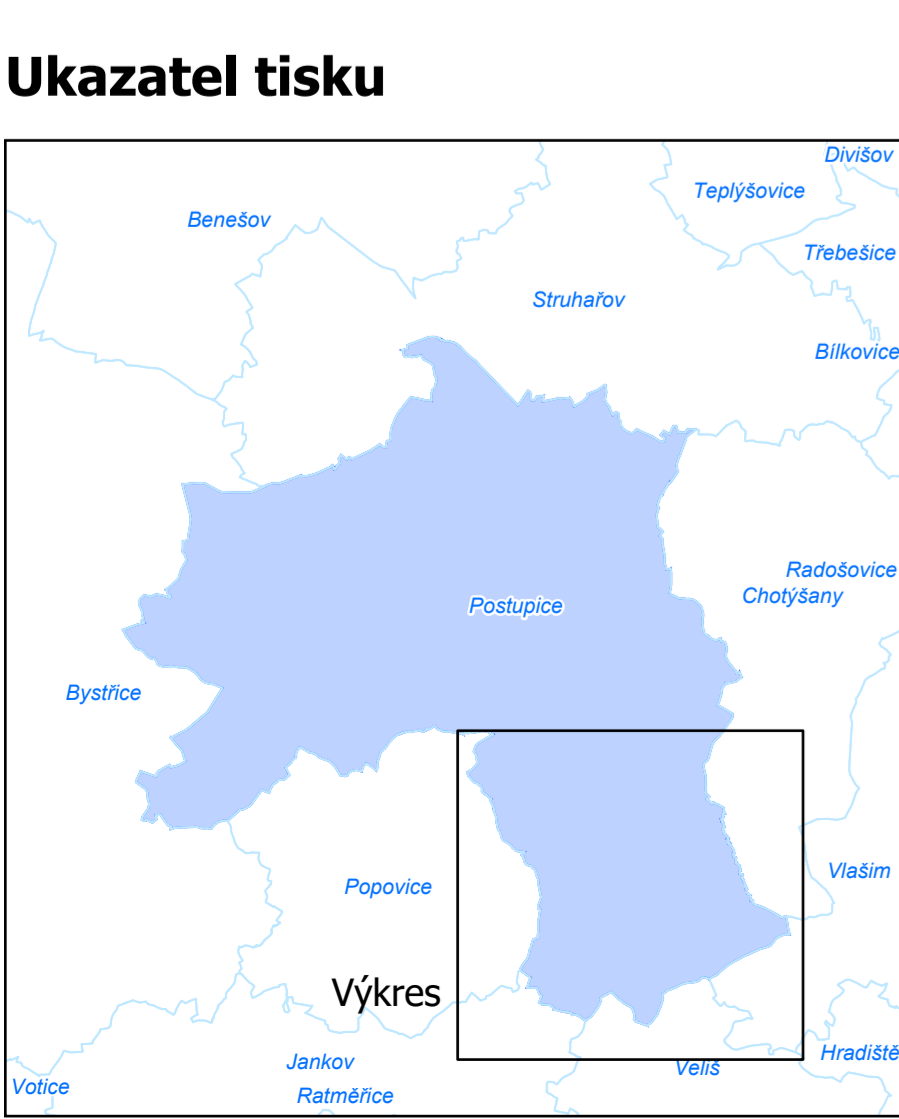 Ukazatel tisku
Divišov
Teplýšovice
Benešov
Třebešice
Struhařov
Bílkovice
Radošovice
Chotýšany
Postupice
Bystřice
Vlašim
Popovice
Výkres
Hradiště
Jankov
Veliš
Votice
Ratměřice